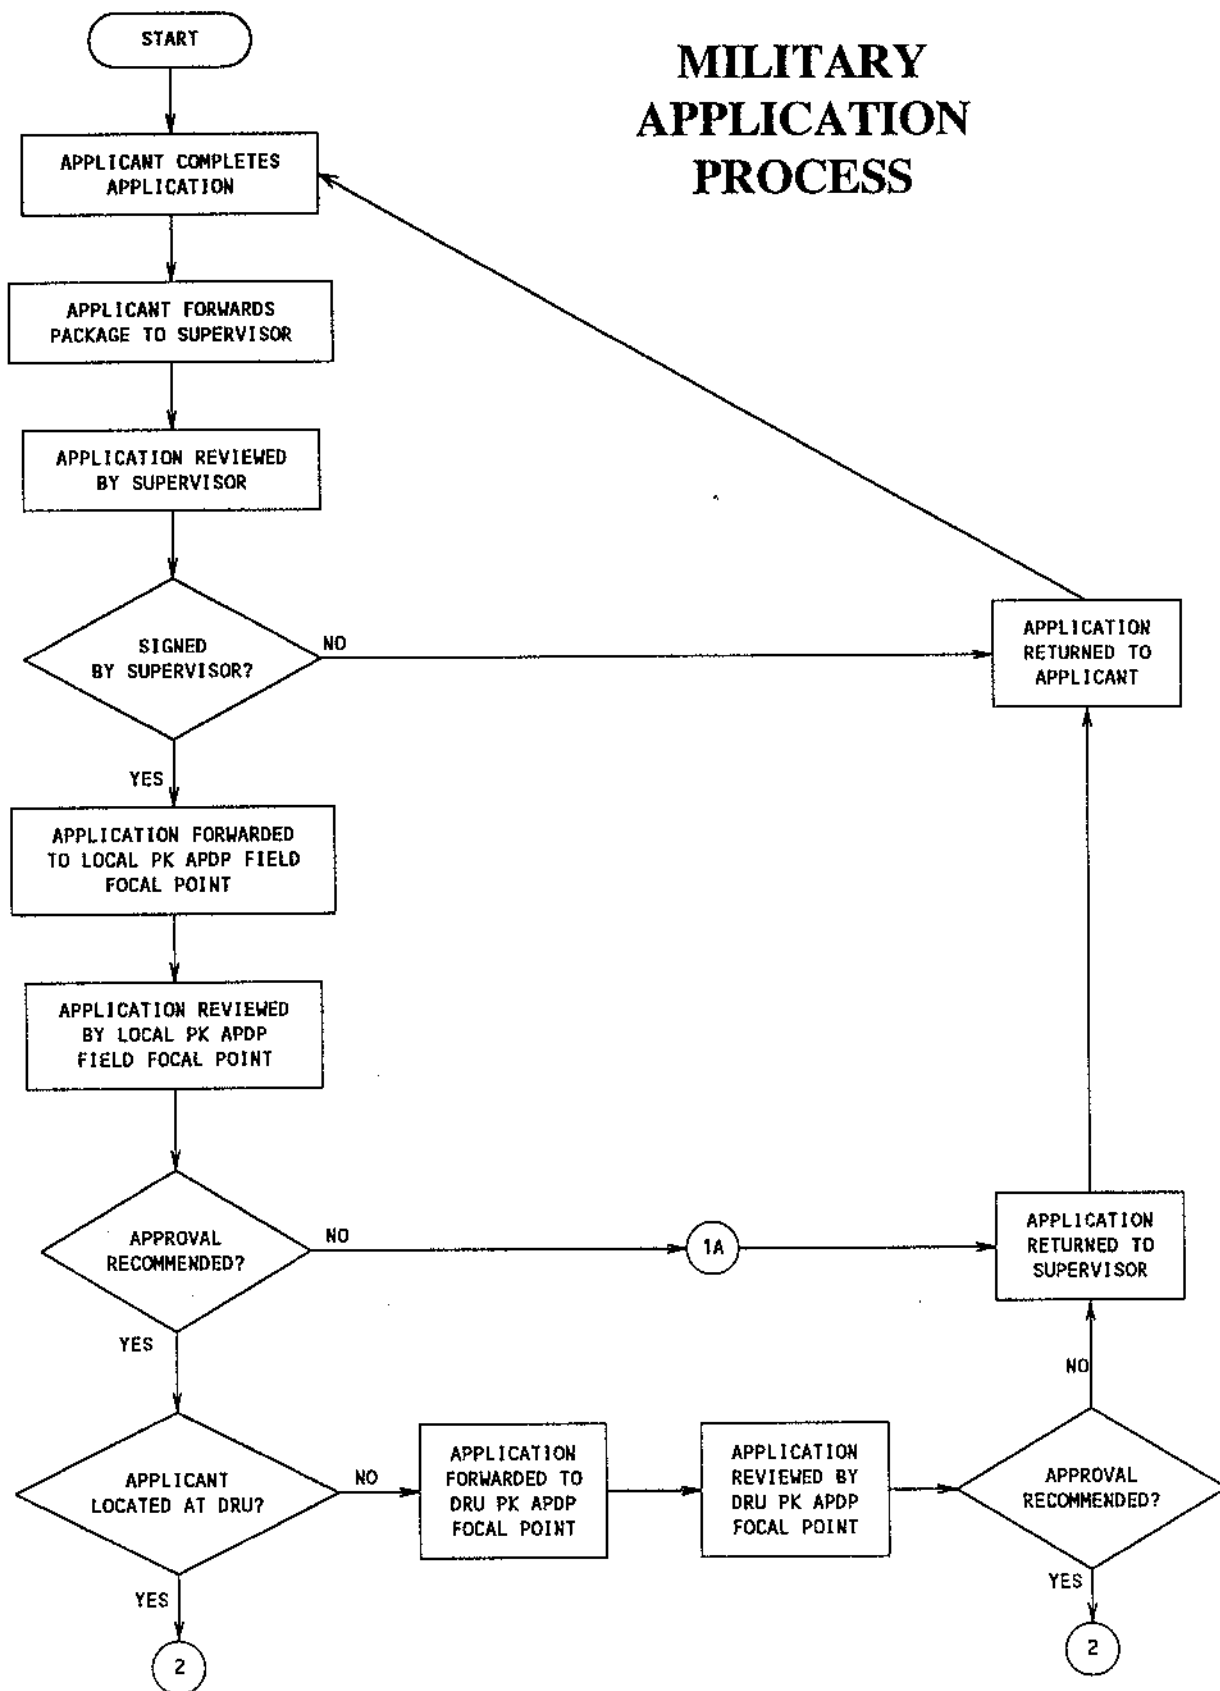 START
MILITARY
APPLICATION
PROCESS
APPLICANT COMPLETES
APPLICATION
APPLICANT FORWARDS
PACKAGE TO SUPERVISOR
APPLICATION REVIEWED
BY SUPERVISOR
SIGNED
BY SUPERVISOR?
NO
APPLICATION
RETURNED TO
APPLICANT
YES
APPLICATION FORWARDED
TO LOCAL PK APDP FIELD
FOCAL POINT
APPLICATION REVIEWED
BY LOCAL PK APDP
FIELD FOCAL POINT
APPROVAL
RECOMMENDED?
NO
1A
APPLICATION
RETURNED TO
SUPERVISOR
YES
NO
APPLICANT
LOCATED AT DRU?
NO
APPLICATION
FORWARDED TO
DRU PK APDP
FOCAL POINT
APPLICATION
REVIEWED BY
DRU PK APDP
FOCAL POINT
APPROVAL
RECOMMENDED?
YES
2
YES
2